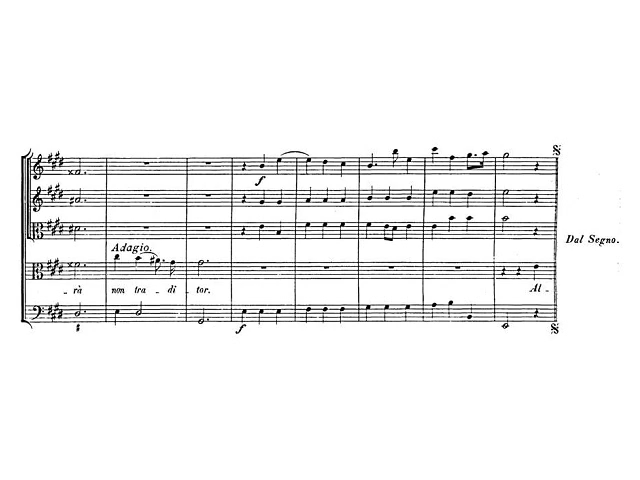 f
Dal Segno.
Adagio.
-rà non tra-di-tor. Al-
f